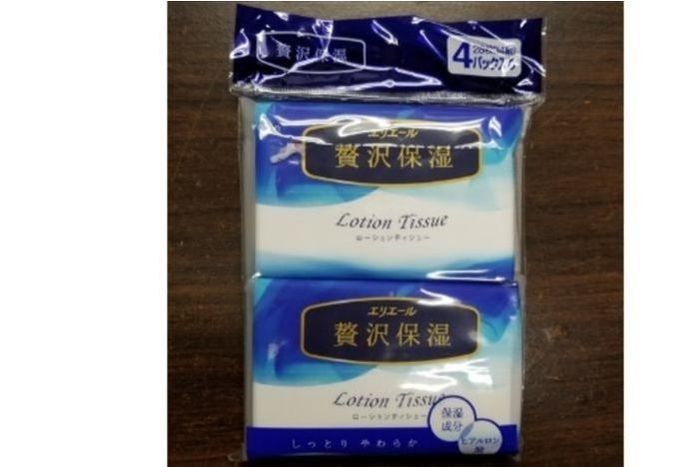 贅沢保湿
4
パック入り
エリエール
贅沢保湿
Lotion Tissue
ローションティシュー
エリエール
贅沢保湿
Lotion Tissue
ローションティシュー
保湿
成分
ヒアルロン
酸
しっとり やわらか